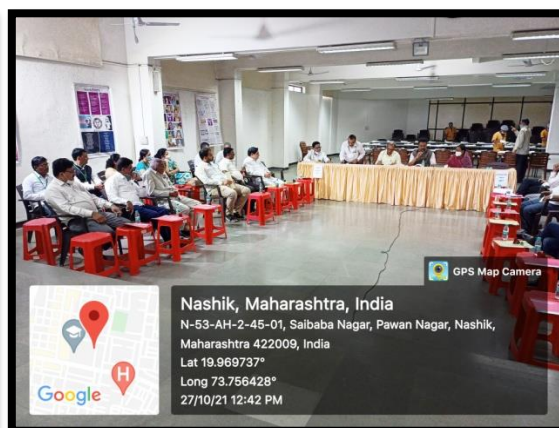 GPS Map Camera
Nashik, Maharashtra, India
N-53-AH-2-45-01, Saibaba Nagar, Pawan Nagar, Nashik,
Maharashtra 422009, India
Lat 19.969737°
Long 73.756428°
27/10/21 12:42 PM
Google
H